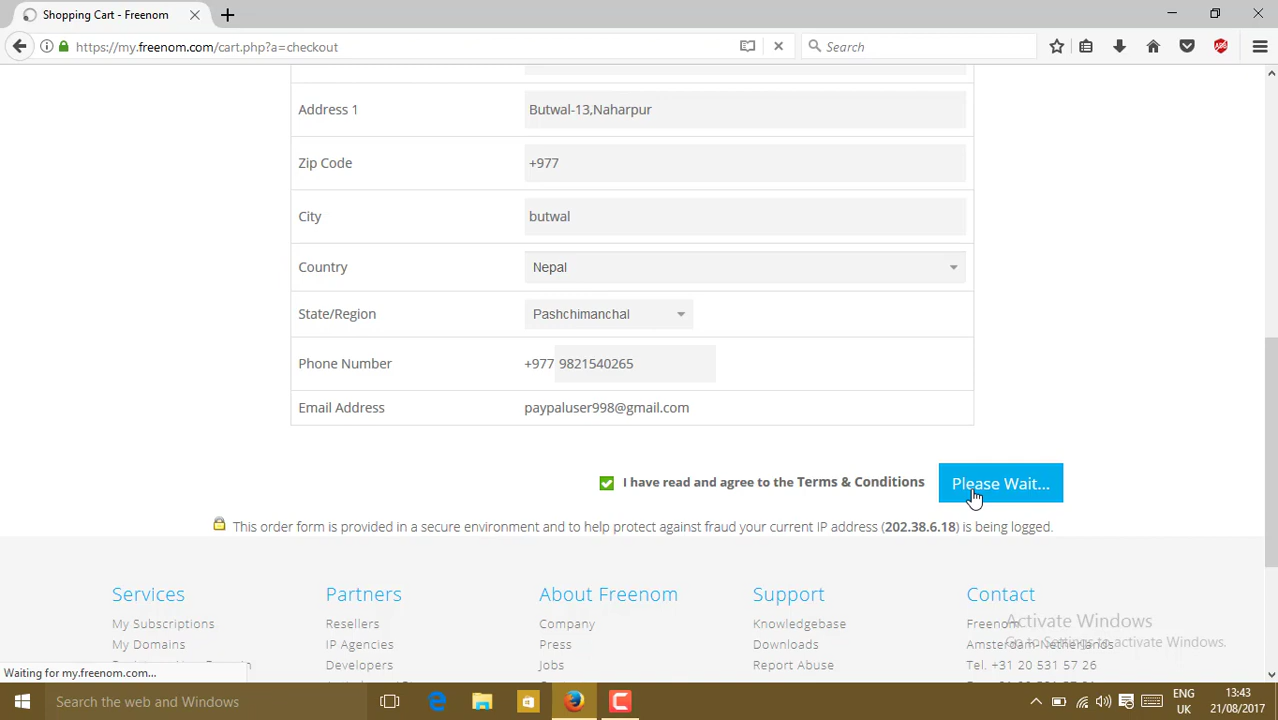 Shopping Cart - Freenom
https://my.freenom.com/cart.php?a=checkout
Search
Address 1
Butwal-13,Naharpur
Zip Code
+977
City
butwal
Country
Nepal
State/Region
Pashchimanchal
Phone Number
+977 9821540265
Email Address
paypaluser998@gmail.com
I have read and agree to the Terms & Conditions
Please Wait...
This order form is provided in a secure environment and to help protect against fraud your current IP address (202.38.6.18) is being logged.
Services
Partners
About Freenom
Support
Contact
My Subscriptions
Resellers
Company
Knowledgebase
Freenom
Activate Windows
My Domains
IP Agencies
Press
Downloads
Amsterdam-Netherlands
Go to Settings to activate Windows.
Developers
Jobs
Report Abuse
Tel. +31 20 531 57 26
Waiting for my.freenom.com...
Search the web and Windows
ENG
UK
13:43
21/08/2017